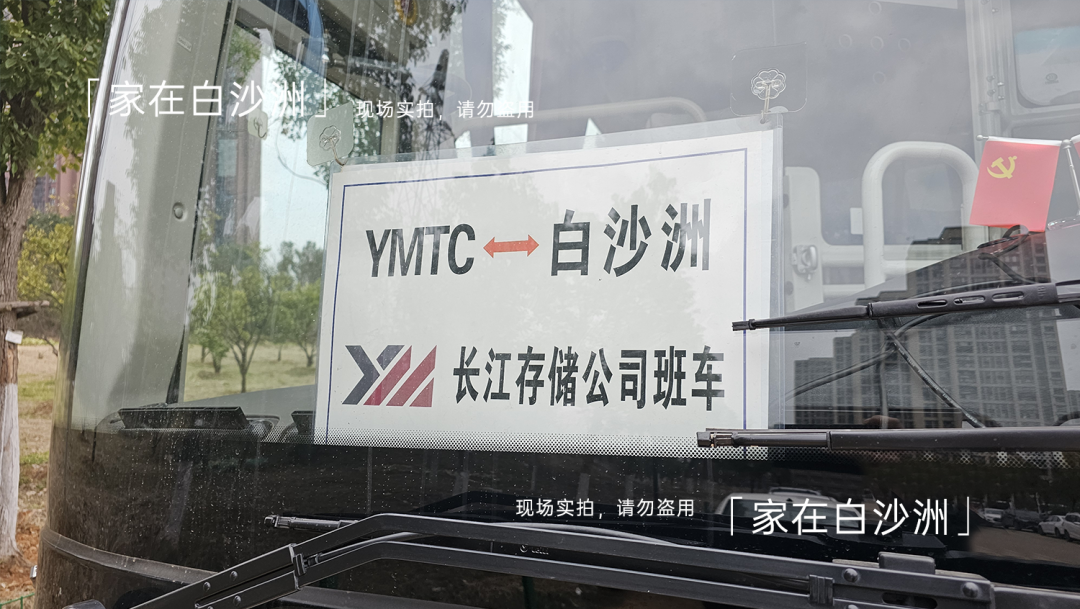 「家在白沙洲」 现场实拍，请勿盗用
YMTC↔白沙洲
YM 长江存储公司班车
现场实拍，请勿盗用 「家在白沙洲」